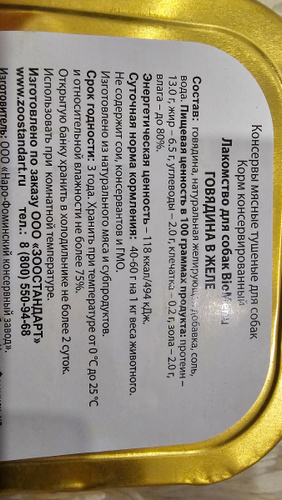 Консервы мясные тушеные для собак
Корм консервированный
Лакомство для собак BioMenu
ГОВЯДИНА В ЖЕЛЕ
Состав: говядина, натуральная желирующая добавка, соль,
вода. Пищевая ценность в 100 граммах продукта: протеин –
13.0 г, жир – 6.5 г, углеводы – 2.0 г, клетчатка – 0.2 г, зола – 2.0 г,
влага – до 80%.
Энергетическая ценность – 118 ккал/494 кДж.
Суточная норма кормления: 40-60 г на 1 кг веса животного.
Не содержит сои, консервантов и ГМО.
Изготовлено из натурального мяса и субпродуктов.
Срок годности: 3 года. Хранить при температуре от 0 °С до 25 °С
и относительной влажности не более 75%.
Открытую банку хранить в холодильнике не более 2 суток.
Использовать при комнатной температуре.
Изготовлено по заказу ООО «ЗООСТАНДАРТ»
www.zoostandart.ru тел.: 8 (800) 550-94-68
Изготовитель: ООО «Наро-Фоминский консервный завод»,